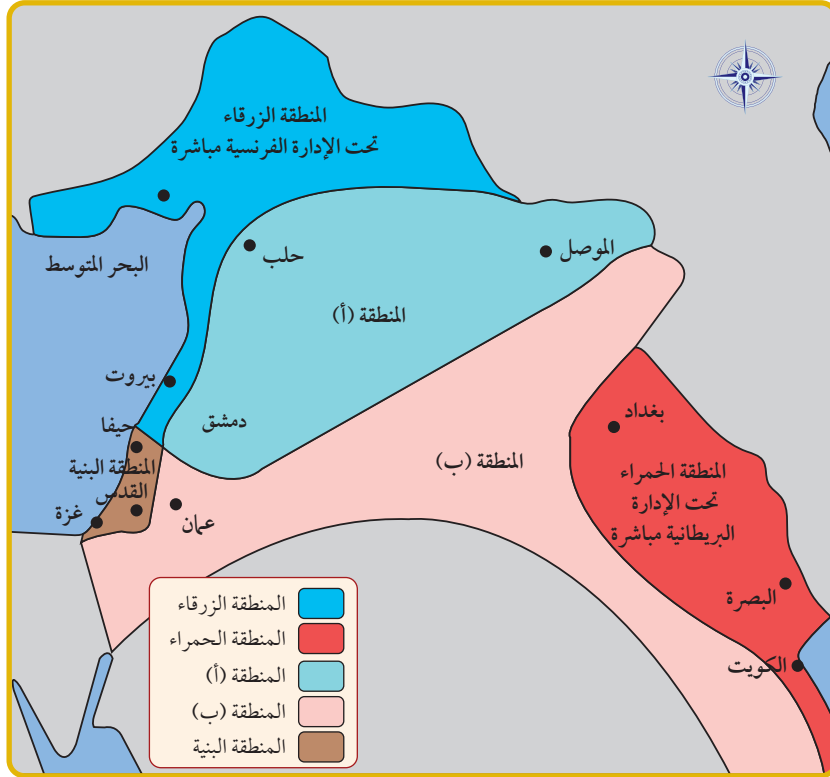 المنطقة الزرقاء
تحت الإدارة الفرنسية مباشرة
الموصل
حلب
البحر المتوسط
المنطقة (أ)
بيروت
دمشق
حيفا
بغداد
المنطقة (ب)
المنطقة البنية
المنطقة الحمراء
تحت الإدارة
البريطانية مباشرة
القدس
غزة
عمان
البصرة
الكويت
المنطقة الزرقاء
المنطقة الحمراء
المنطقة (أ)
المنطقة (ب)
المنطقة البنية